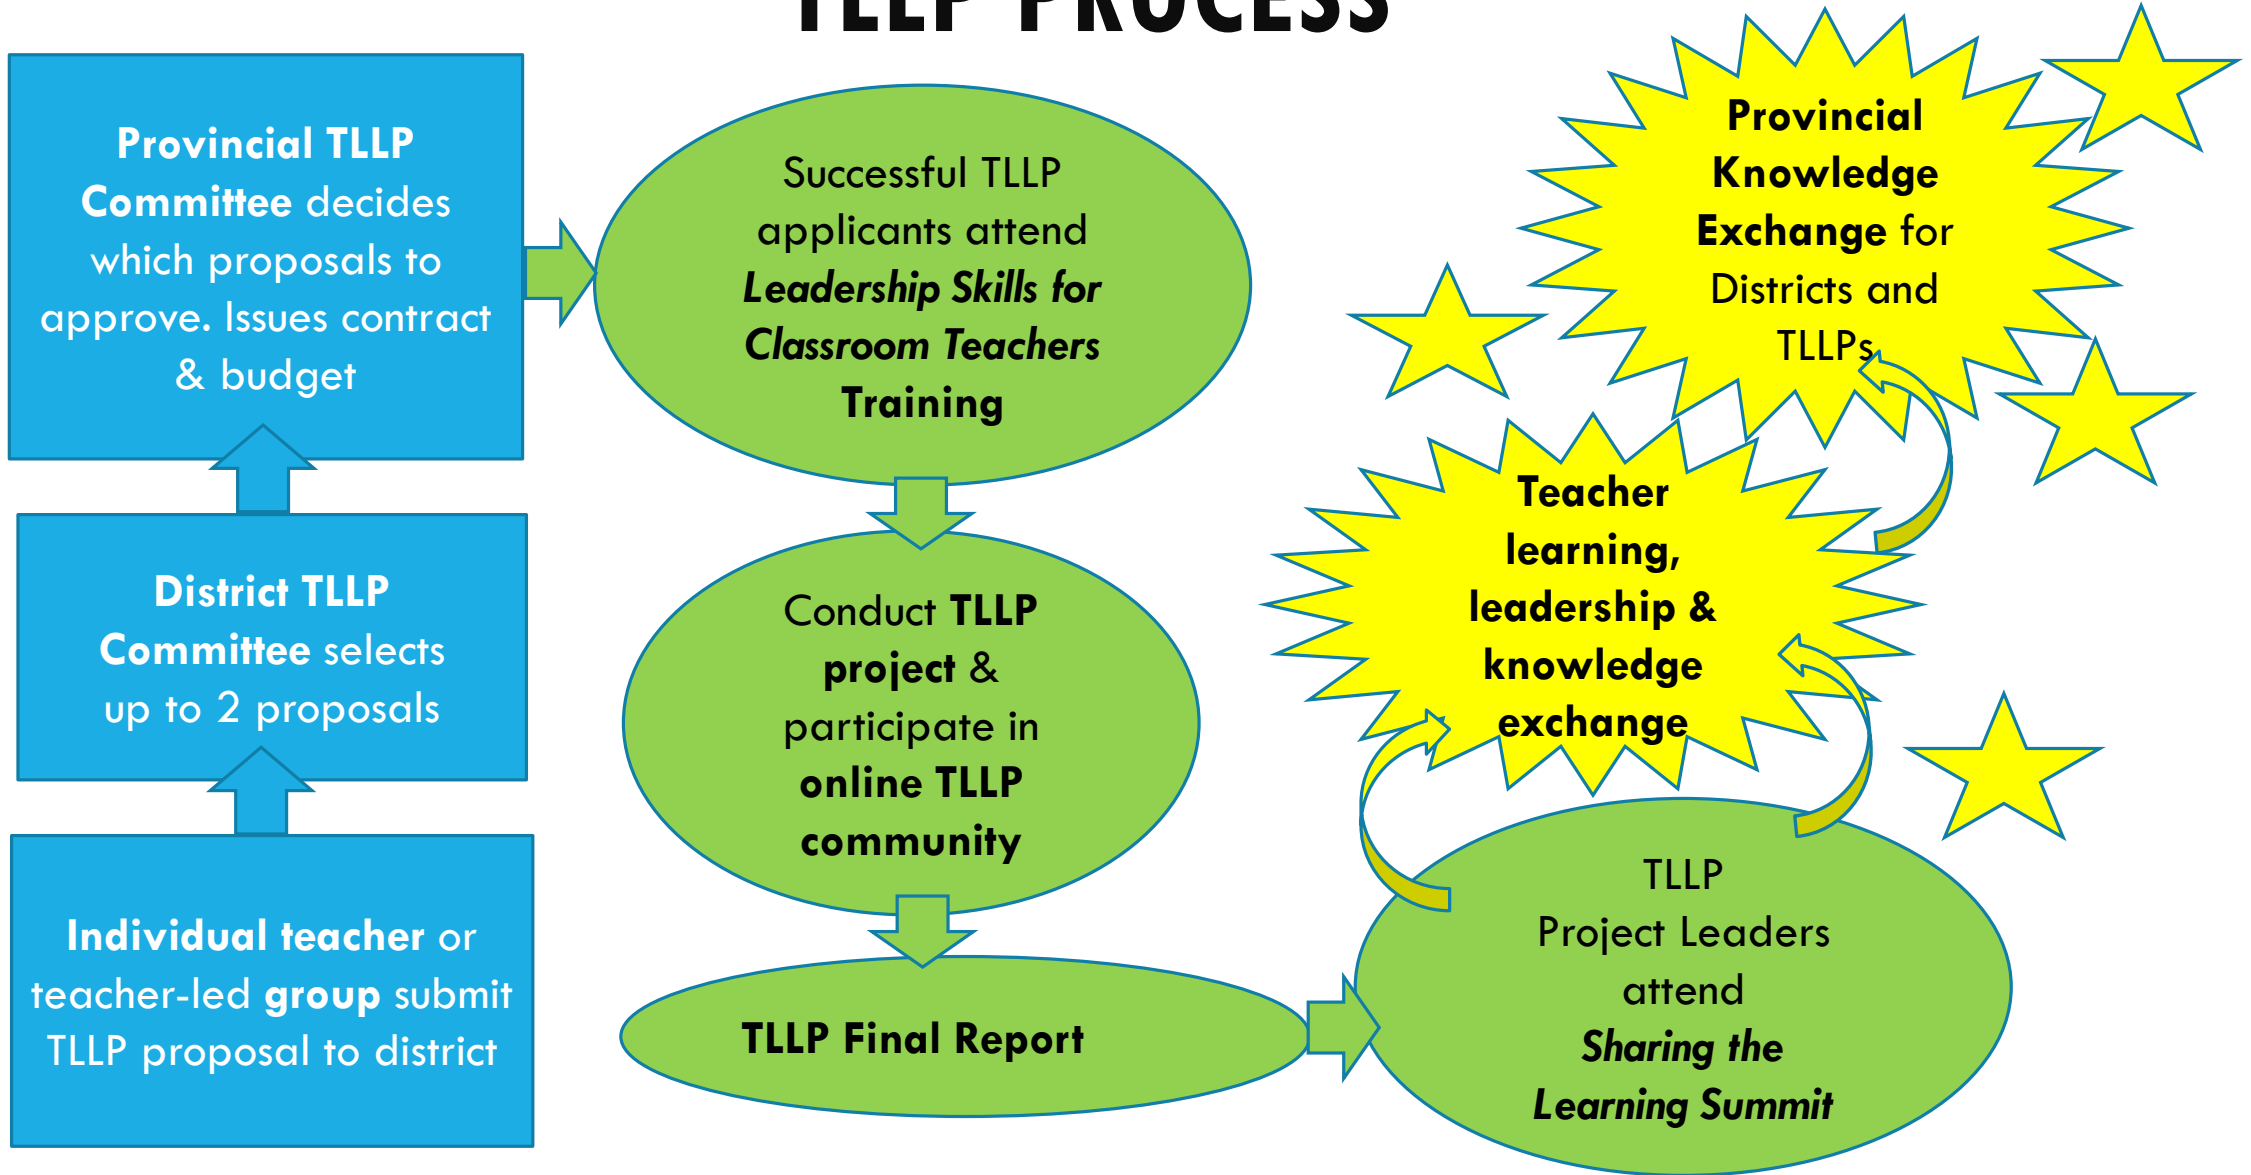 TLLP PROCESS
Provincial TLLP
Committee decides
which proposals to
approve. Issues contract
& budget
District TLLP
Committee selects
up to 2 proposals
Individual teacher or
teacher-led group submit
TLLP proposal to district
Successful TLLP
applicants attend
Leadership Skills for
Classroom Teachers
Training
Conduct TLLP
project &
participate in
online TLLP
community
TLLP Final Report
TLLP
Project Leaders
attend
Sharing the
Learning Summit
Teacher
learning,
leadership &
knowledge
exchange
Provincial
Knowledge
Exchange for
Districts and
TLLPs